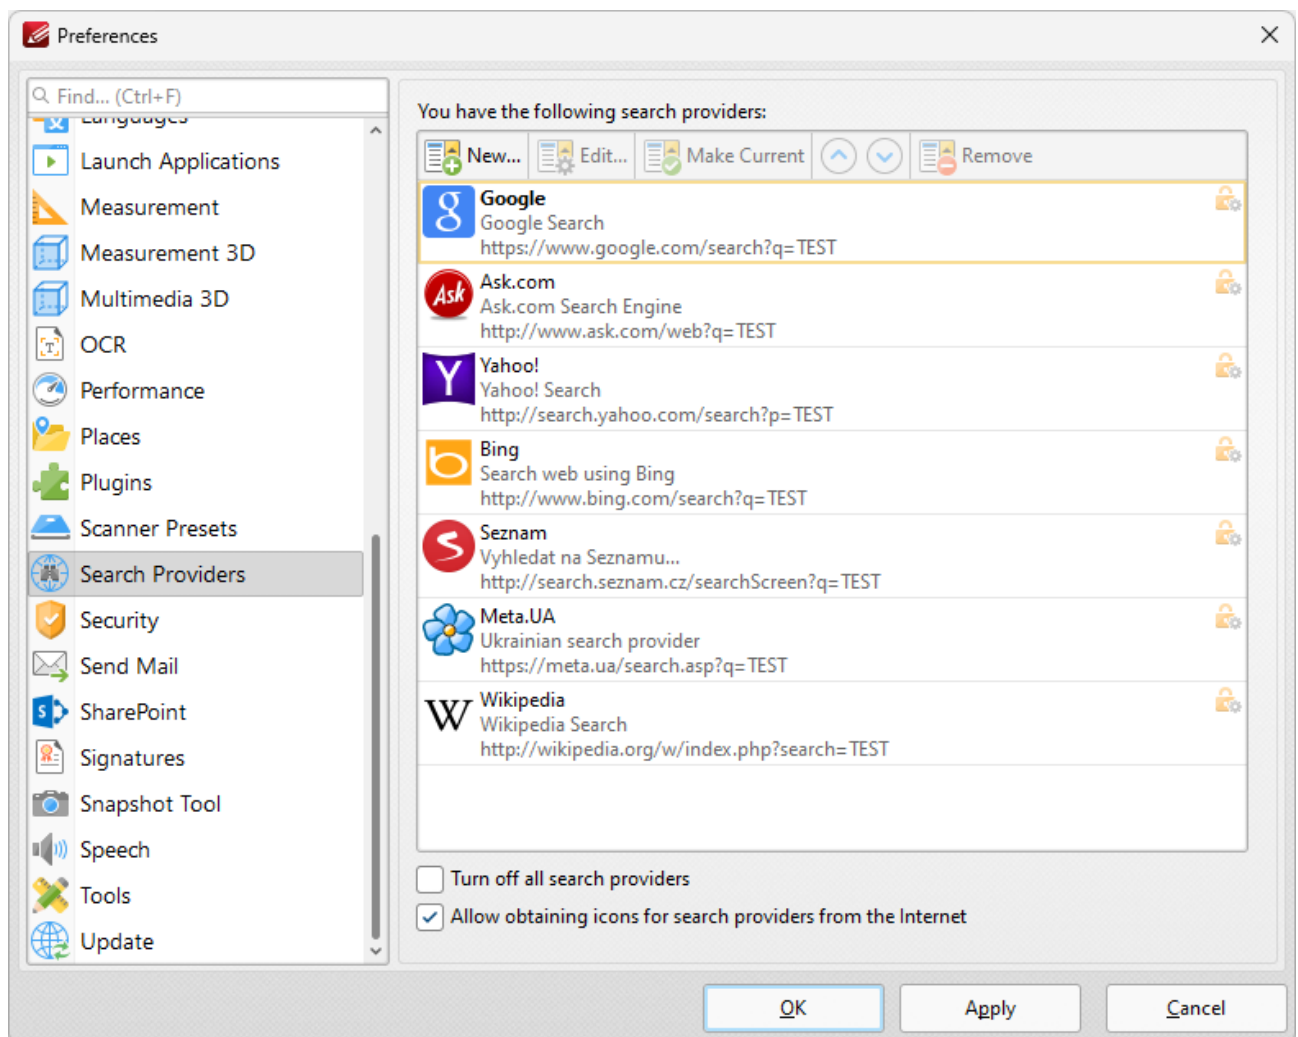 Preferences
Find... (Ctrl+F)
Languages
Launch Applications
Measurement
Measurement 3D
Multimedia 3D
OCR
Performance
Places
Plugins
Scanner Presets
Search Providers
Security
Send Mail
SharePoint
Signatures
Snapshot Tool
Speech
Tools
Update
You have the following search providers:
New... Edit... Make Current Remove
Google
Google Search
https://www.google.com/search?q=TEST
Ask
Ask.com
Ask.com Search Engine
http://www.ask.com/web?q=TEST
Yahoo!
Yahoo! Search
http://search.yahoo.com/search?p=TEST
Bing
Search web using Bing
http://www.bing.com/search?q=TEST
Seznam
Vyhledat na Seznamu...
http://search.seznam.cz/searchScreen?q=TEST
Meta.UA
Ukrainian search provider
https://meta.ua/search.asp?q=TEST
Wikipedia
Wikipedia Search
http://wikipedia.org/w/index.php?search=TEST
Turn off all search providers
Allow obtaining icons for search providers from the Internet
OK Apply Cancel